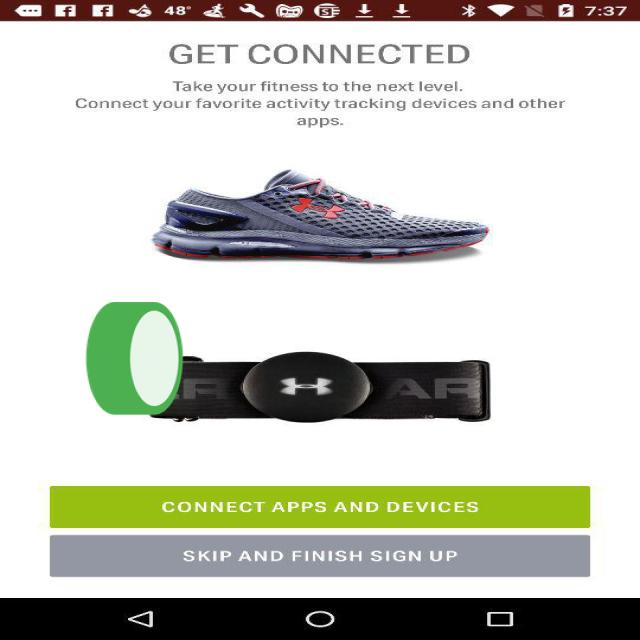 48° 7:37
GET CONNECTED
Take your fitness to the next level.
Connect your favorite activity tracking devices and other
apps.
AR
CONNECT APPS AND DEVICES
SKIP AND FINISH SIGN UP